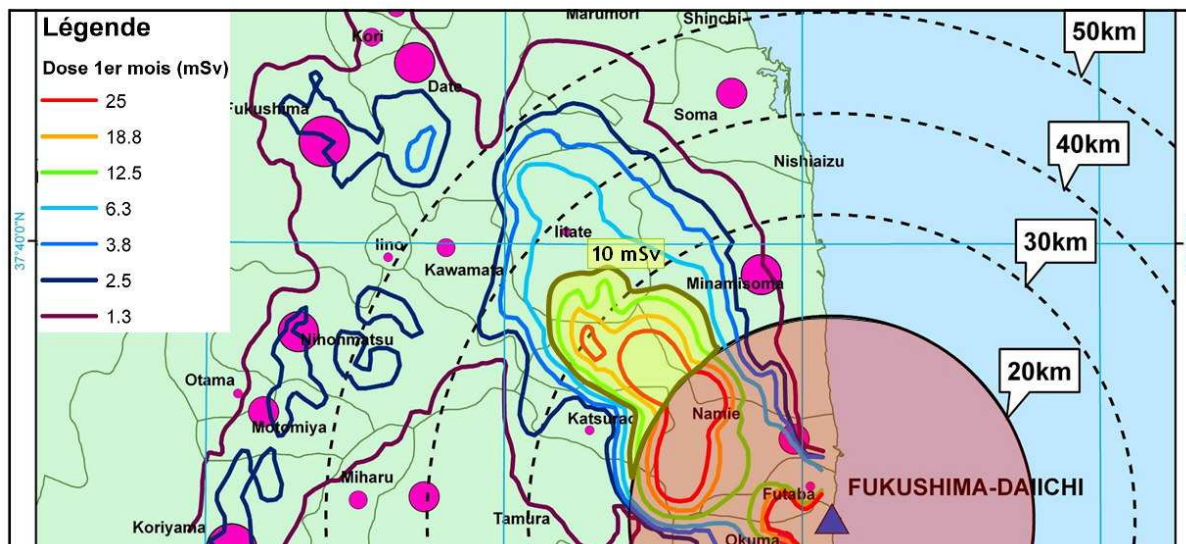 Légende
Dose 1er mois (mSv)
25
18.8
12.5
6.3
3.8
2.5
1.3
Marumori
Shinchi
50km
Kori
Date
Fukushima
Soma
40km
Nishiaizu
37°40'0"N
Iino
Iitate
Kawamata
10 mSv
30km
Minamisoma
Nihonmatsu
20km
Otama
Motomiya
Katsurao
Namie
Miharu
Futaba
FUKUSHIMA-DAIICHI
Tamura
Koriyama
Okuma